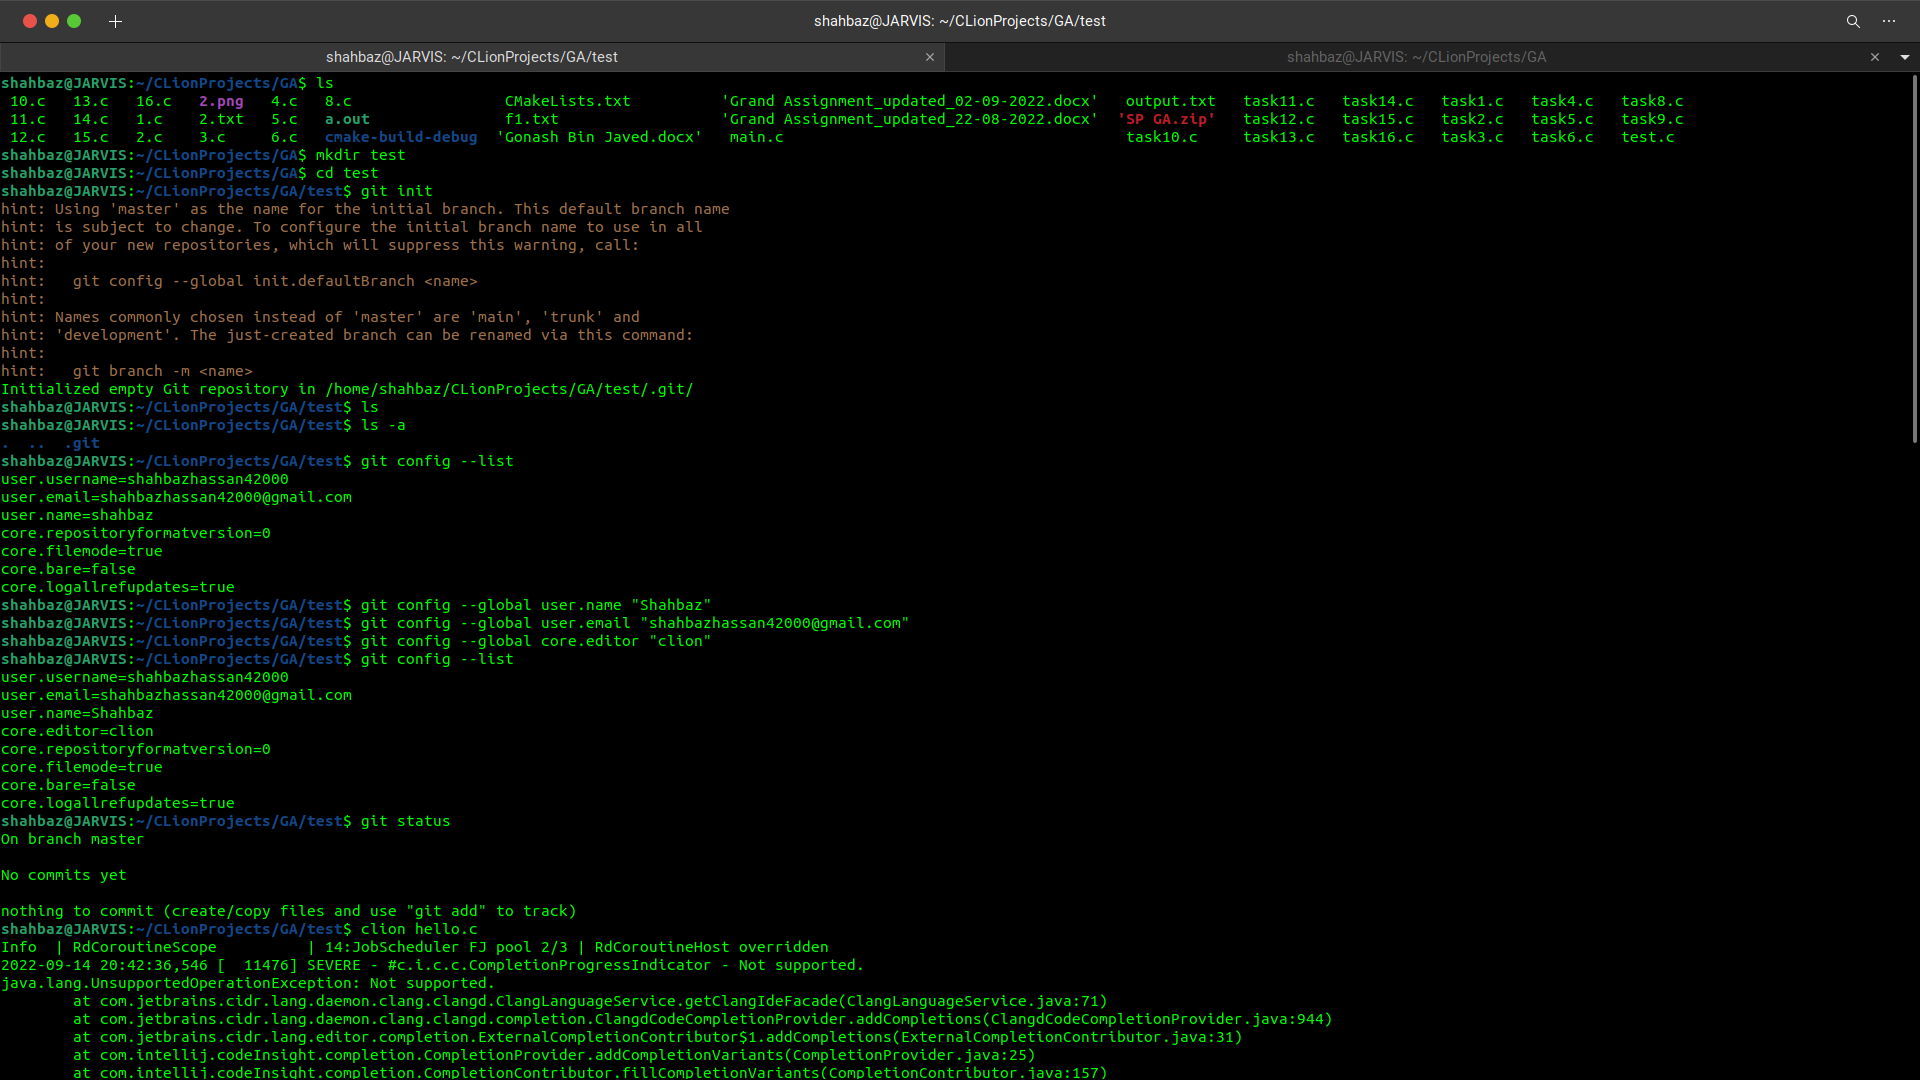 shahbaz@JARVIS: ~/CLionProjects/GA/test
shahbaz@JARVIS: ~/CLionProjects/GA/test
shahbaz@JARVIS: ~/CLionProjects/GA
shahbaz@JARVIS:~/CLionProjects/GA$ ls
10.c 13.c 16.c 2.png 4.c 8.c CMakeLists.txt 'Grand Assignment_updated_02-09-2022.docx' output.txt task11.c task14.c task1.c task4.c task8.c
11.c 14.c 1.c 2.txt 5.c a.out f1.txt 'Grand Assignment_updated_22-08-2022.docx' 'SP GA.zip' task12.c task15.c task2.c task5.c task9.c
12.c 15.c 2.c 3.c 6.c cmake-build-debug 'Gonash Bin Javed.docx' main.c task10.c task13.c task16.c task3.c task6.c test.c
shahbaz@JARVIS:~/CLionProjects/GA$ mkdir test
shahbaz@JARVIS:~/CLionProjects/GA$ cd test
shahbaz@JARVIS:~/CLionProjects/GA/test$ git init
hint: Using 'master' as the name for the initial branch. This default branch name
hint: is subject to change. To configure the initial branch name to use in all
hint: of your new repositories, which will suppress this warning, call:
hint:
hint:   git config --global init.defaultBranch <name>
hint:
hint: Names commonly chosen instead of 'master' are 'main', 'trunk' and
hint: 'development'. The just-created branch can be renamed via this command:
hint:
hint:   git branch -m <name>
Initialized empty Git repository in /home/shahbaz/CLionProjects/GA/test/.git/
shahbaz@JARVIS:~/CLionProjects/GA/test$ ls
shahbaz@JARVIS:~/CLionProjects/GA/test$ ls -a
.  ..  .git
shahbaz@JARVIS:~/CLionProjects/GA/test$ git config --list
user.username=shahbazhassan42000
user.email=shahbazhassan42000@gmail.com
user.name=shahbaz
core.repositoryformatversion=0
core.filemode=true
core.bare=false
core.logallrefupdates=true
shahbaz@JARVIS:~/CLionProjects/GA/test$ git config --global user.name "Shahbaz"
shahbaz@JARVIS:~/CLionProjects/GA/test$ git config --global user.email "shahbazhassan42000@gmail.com"
shahbaz@JARVIS:~/CLionProjects/GA/test$ git config --global core.editor "clion"
shahbaz@JARVIS:~/CLionProjects/GA/test$ git config --list
user.username=shahbazhassan42000
user.email=shahbazhassan42000@gmail.com
user.name=Shahbaz
core.editor=clion
core.repositoryformatversion=0
core.filemode=true
core.bare=false
core.logallrefupdates=true
shahbaz@JARVIS:~/CLionProjects/GA/test$ git status
On branch master
No commits yet
nothing to commit (create/copy files and use "git add" to track)
shahbaz@JARVIS:~/CLionProjects/GA/test$ clion hello.c
Info  | RdCoroutineScope          | 14:JobScheduler FJ pool 2/3 | RdCoroutineHost overridden
2022-09-14 20:42:36,546 [  11476] SEVERE - #c.i.c.c.CompletionProgressIndicator - Not supported.
java.lang.UnsupportedOperationException: Not supported.
at com.jetbrains.cidr.lang.daemon.clang.clangd.ClangLanguageService.getClangIdeFacade(ClangLanguageService.java:71)
at com.jetbrains.cidr.lang.daemon.clang.clangd.completion.ClangdCodeCompletionProvider.addCompletions(ClangdCodeCompletionProvider.java:944)
at com.jetbrains.cidr.lang.editor.completion.ExternalCompletionContributor$1.addCompletions(ExternalCompletionContributor.java:31)
at com.intellij.codeInsight.completion.CompletionProvider.addCompletionVariants(CompletionProvider.java:25)
at com.intellij.codeInsight.completion.CompletionContributor.fillCompletionVariants(CompletionContributor.java:157)